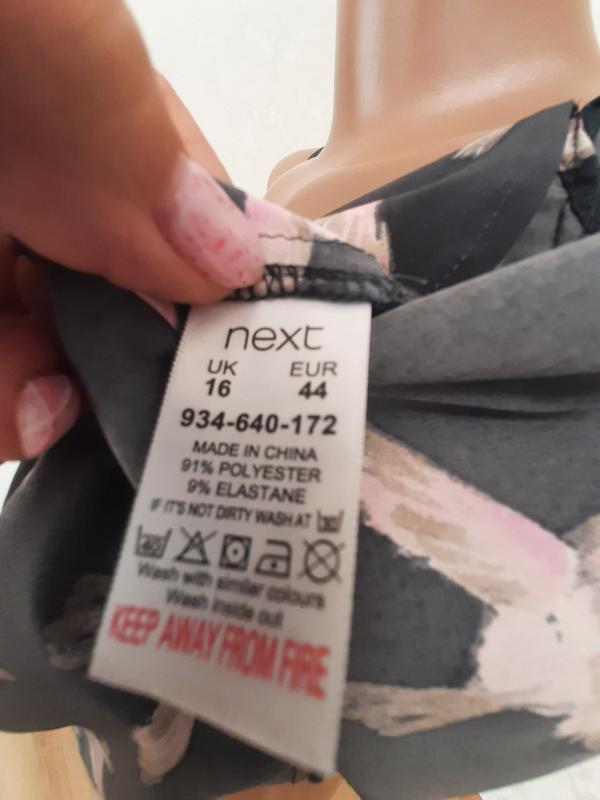 next
UK EUR
16 44
934-640-172
MADE IN CHINA
91% POLYESTER
9% ELASTANE
IF IT'S NOT DIRTY WASH AT 30
40
Wash with similar colours
Wash inside out
KEEP AWAY FROM FIRE